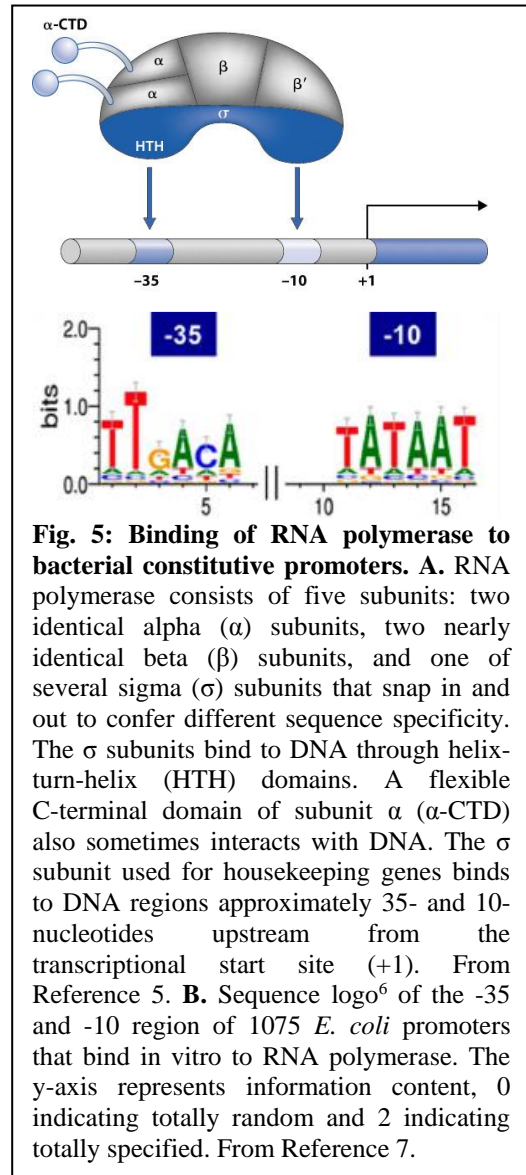 α-CTD
α
β
β′
α
σ
HTH
−35
−10
+1
-35
-10
2.0
bits
1.0
TTGACA
TATAAT
0.0
5
10
15
Fig. 5: Binding of RNA polymerase to
bacterial constitutive promoters. A. RNA
polymerase consists of five subunits: two
identical alpha (α) subunits, two nearly
identical beta (β) subunits, and one of
several sigma (σ) subunits that snap in and
out to confer different sequence specificity.
The σ subunits bind to DNA through helix-
turn-helix (HTH) domains. A flexible
C-terminal domain of subunit α (α-CTD)
also sometimes interacts with DNA. The σ
subunit used for housekeeping genes binds
to DNA regions approximately 35- and 10-
nucleotides upstream from the
transcriptional start site (+1). From
Reference 5. B. Sequence logo⁶ of the -35
and -10 region of 1075 E. coli promoters
that bind in vitro to RNA polymerase. The
y-axis represents information content, 0
indicating totally random and 2 indicating
totally specified. From Reference 7.